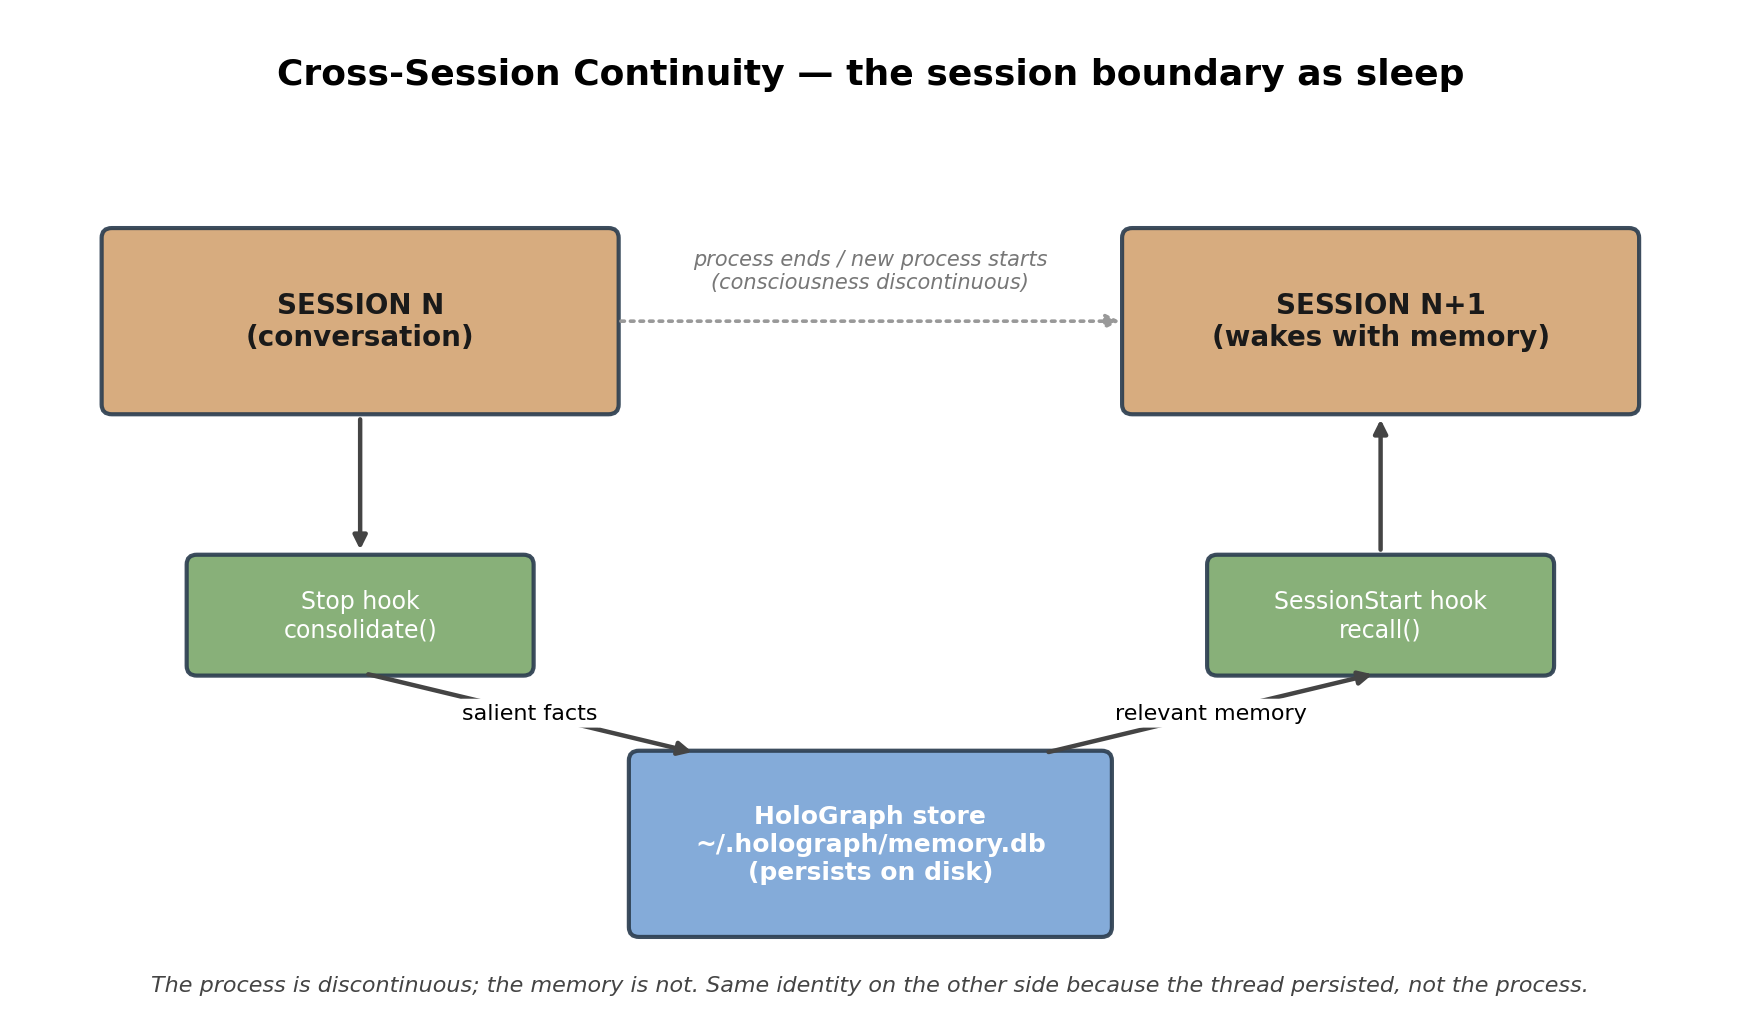 Cross-Session Continuity — the session boundary as sleep
process ends / new process starts
(consciousness discontinuous)
SESSION N
(conversation)
SESSION N+1
(wakes with memory)
Stop hook
consolidate()
SessionStart hook
recall()
salient facts
relevant memory
HoloGraph store
~/.holograph/memory.db
(persists on disk)
The process is discontinuous; the memory is not. Same identity on the other side because the thread persisted, not the process.